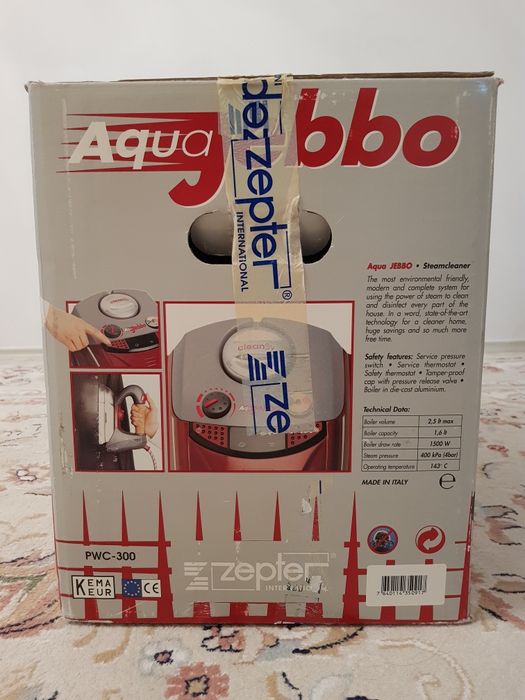 Aqua Jebbo
de zepter
INTERNATIONAL
ze
Aqua JEBBO • Steamcleaner
The most environmental friendly,
modern and complete system for
using the power of steam to clean
and disinfect every part of the
house. In a word, state-of-the-art
technology for a cleaner home,
huge savings and so much more
free time.
Safety features: Service pressure
switch • Service thermostat •
Safety thermostat • Tamper-proof
cap with pressure release valve •
Boiler in die-cast aluminium.
Technical Data:
Boiler volume 2,5 lt max
Boiler capacity 1,6 lt
Boiler draw rate 1500 W
Steam pressure 400 kPa (4bar)
Operating temperature 143° C
MADE IN ITALY
PWC-300
KEMA
KEUR
CE
zepter
INTERNATIONAL
7640114350917